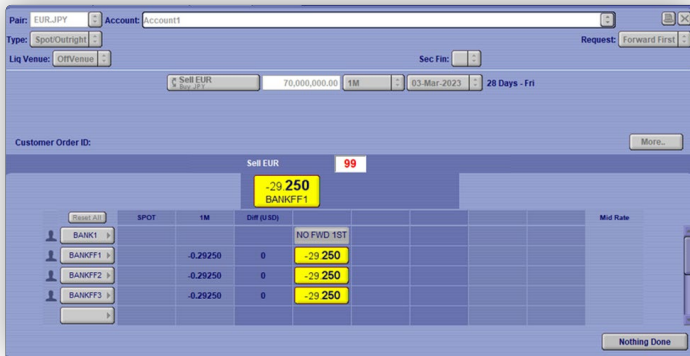 Pair: EUR.JPY Account: Account1
Type: Spot/Outright Request: Forward First
Liq Venue: OffVenue Sec Fin:
Sell EUR 70,000,000.00 1M 03-Mar-2023 28 Days - Fri
Buy JPY
Customer Order ID: More..
Sell EUR 99
-29.250
BANKFF1
Reset All SPOT 1M Diff (USD) Mid Rate
BANK1 NO FWD 1ST
BANKFF1 -0.29250 0 -29.250
BANKFF2 -0.29250 0 -29.250
BANKFF3 -0.29250 0 -29.250
Nothing Done